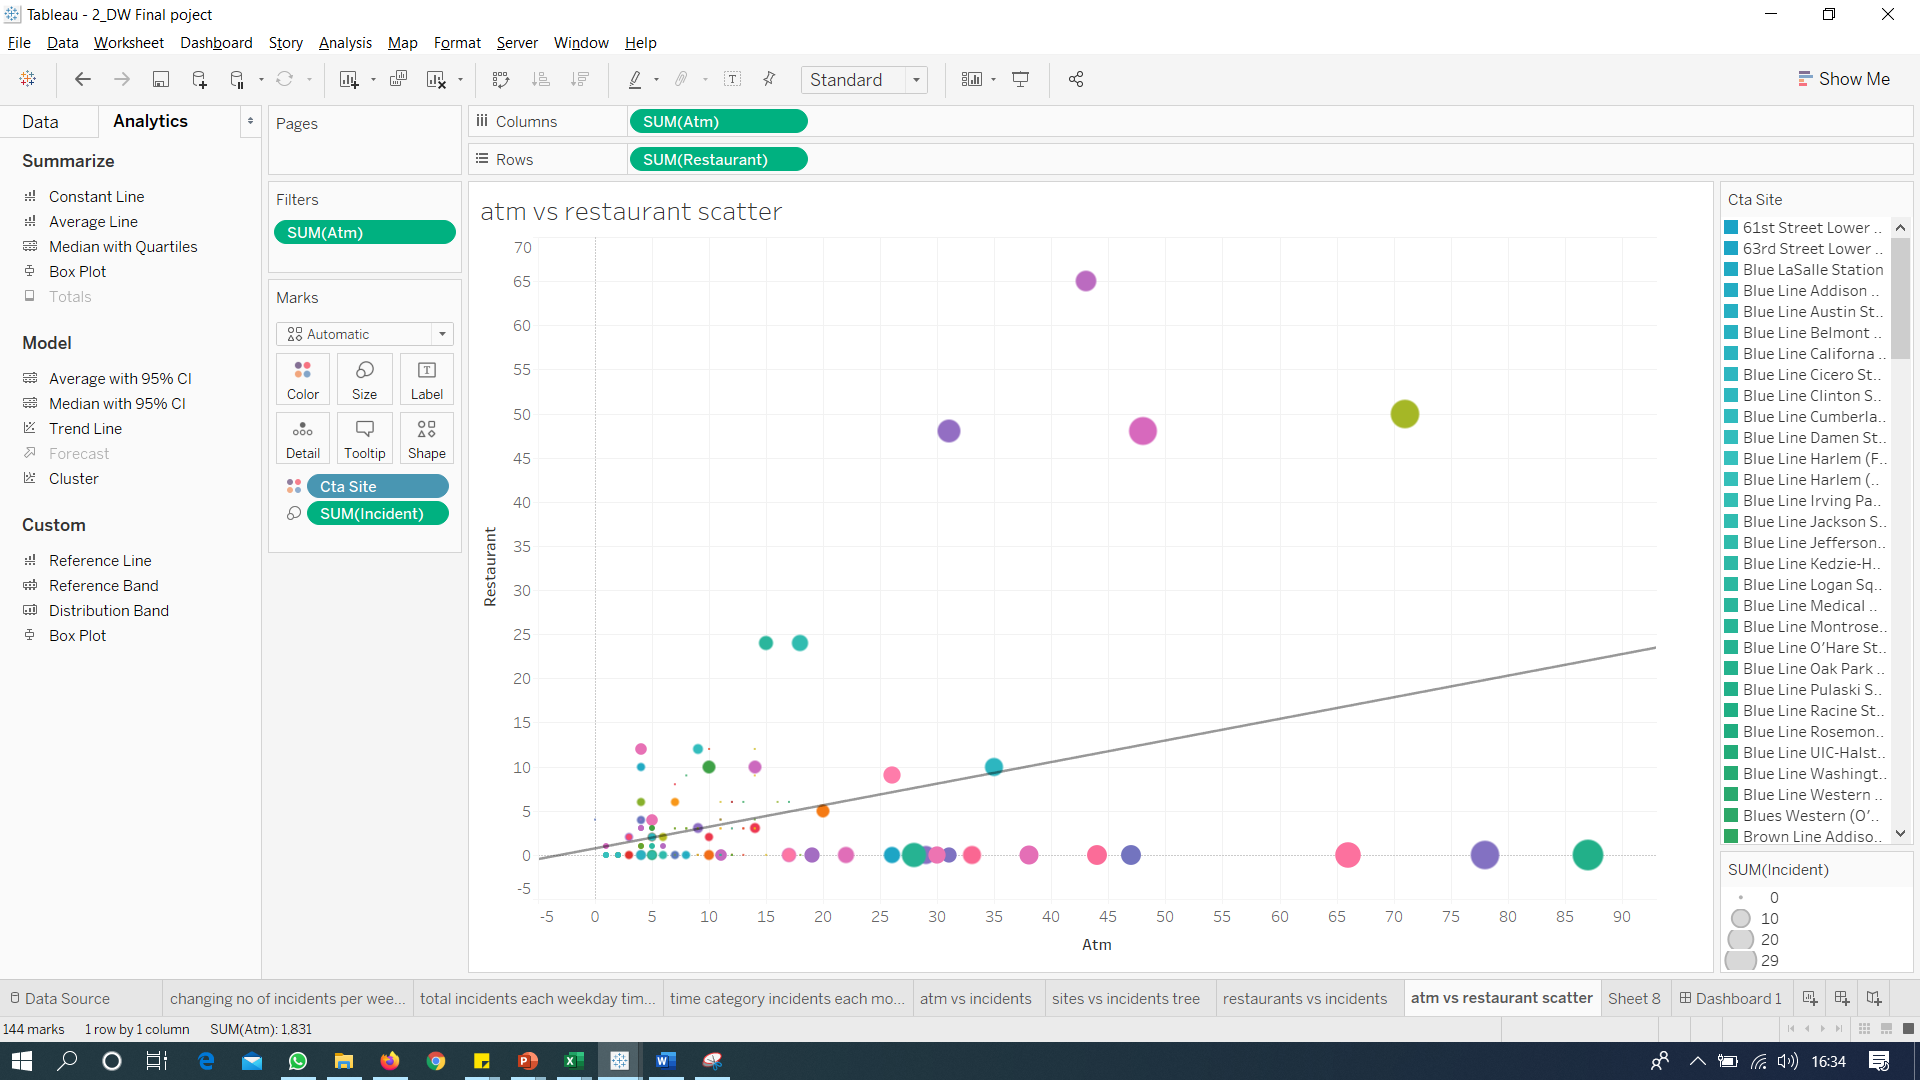 Tableau - 2_DW Final poject
File Data Worksheet Dashboard Story Analysis Map Format Server Window Help
Standard
Show Me
Data Analytics
Summarize
Constant Line
Average Line
Median with Quartiles
Box Plot
Totals
Model
Average with 95% CI
Median with 95% CI
Trend Line
Forecast
Cluster
Custom
Reference Line
Reference Band
Distribution Band
Box Plot
Pages
Filters
SUM(Atm)
Marks
Automatic
Color Size Label
Detail Tooltip Shape
Cta Site
SUM(Incident)
Columns SUM(Atm)
Rows SUM(Restaurant)
atm vs restaurant scatter
70
65
60
55
50
45
40
35
30
25
20
15
10
5
0
-5
Restaurant
-5 0 5 10 15 20 25 30 35 40 45 50 55 60 65 70 75 80 85 90
Atm
Cta Site
61st Street Lower ..
63rd Street Lower ..
Blue LaSalle Station
Blue Line Addison ..
Blue Line Austin St..
Blue Line Belmont ..
Blue Line Californa ..
Blue Line Cicero St..
Blue Line Clinton S..
Blue Line Cumberla..
Blue Line Damen St..
Blue Line Harlem (F..
Blue Line Harlem (..
Blue Line Irving Pa..
Blue Line Jackson S..
Blue Line Jefferson..
Blue Line Kedzie-H..
Blue Line Logan Sq..
Blue Line Medical ..
Blue Line Montrose..
Blue Line O'Hare St..
Blue Line Oak Park ..
Blue Line Pulaski S..
Blue Line Racine St..
Blue Line Rosemon..
Blue Line UIC-Halst..
Blue Line Washingt..
Blue Line Western ..
Blues Western (O'..
Brown Line Addiso..
SUM(Incident)
0
10
20
29
Data Source changing no of incidents per wee... total incidents each weekday tim... time category incidents each mo... atm vs incidents sites vs incidents tree restaurants vs incidents atm vs restaurant scatter Sheet 8 Dashboard 1
144 marks 1 row by 1 column SUM(Atm): 1,831
16:34